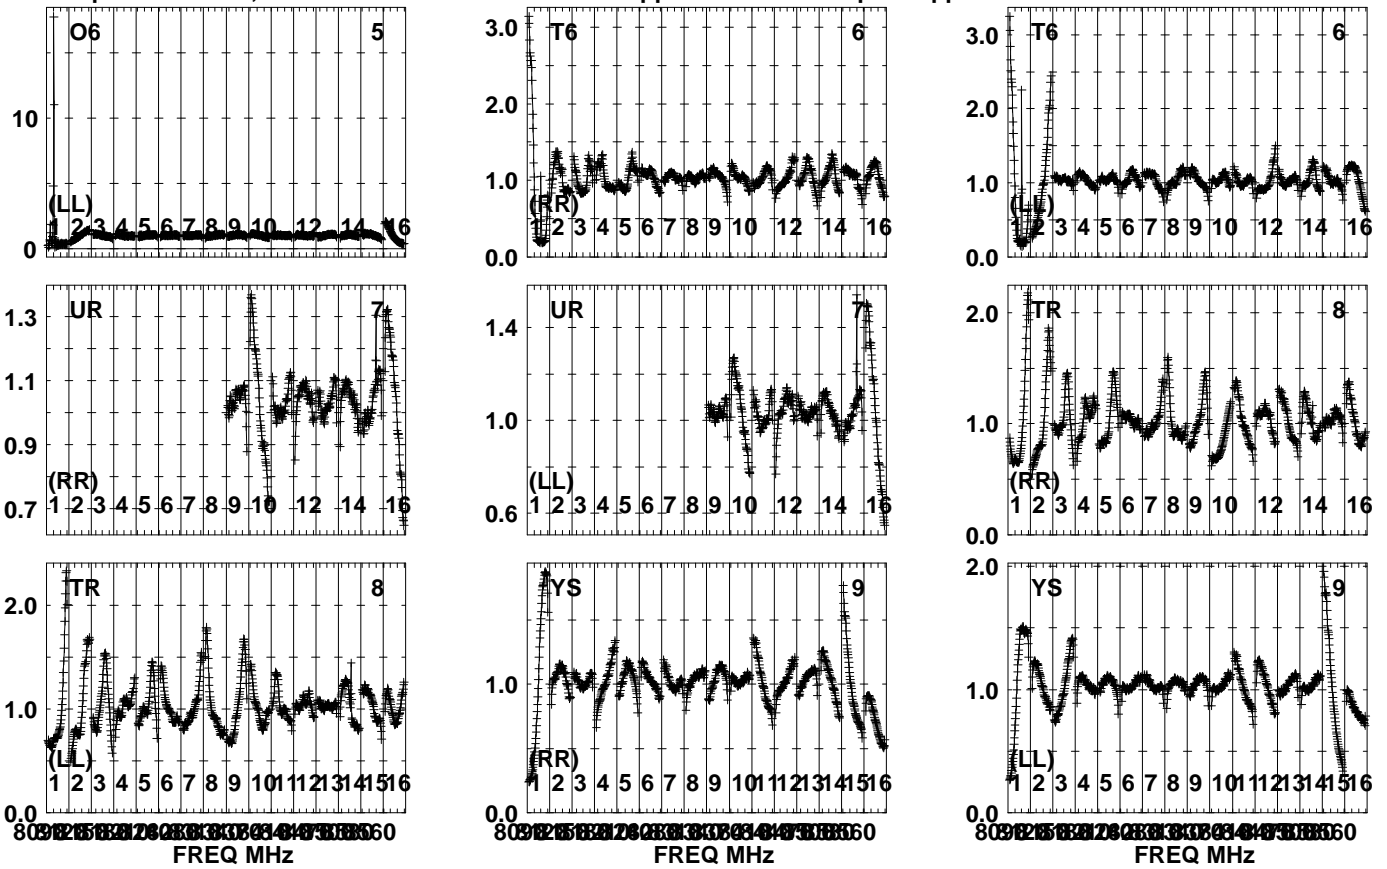 O6 5
10
(LL)
1 2 3 4 5 6 7 8 9 10 12 14 16
0
T6 6
3.0
2.0
1.0
(RR)
1 2 3 4 5 6 7 8 9 10 12 14 16
0.0
T6 6
3.0
2.0
1.0
(LL)
1 2 3 4 5 6 7 8 9 10 12 14 16
0.0
UR 7
1.3
1.1
0.9
(RR)
0.7 1 2 3 4 5 6 7 8 9 10 12 14 16
UR 7
1.4
1.0
(LL)
0.6 1 2 3 4 5 6 7 8 9 10 12 14 16
TR 8
2.0
1.0
(RR)
1 2 3 4 5 6 7 8 9 10 12 14 16
0.0
TR 8
2.0
1.0
(LL)
1 2 3 4 5 6 7 8 9 10 11 12 13 14 15 16
0.0
FREQ MHz
YS 9
1.0
(RR)
1 2 3 4 5 6 7 8 10 11 12 13 14 15 16
0.0
FREQ MHz
YS 9
2.0
1.0
(LL)
1 2 3 4 5 6 7 8 9 10 11 12 13 14 15 16
0.0
FREQ MHz